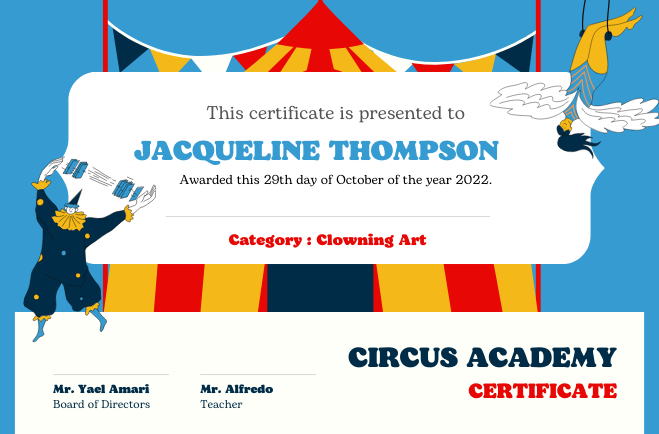 This certificate is presented to
JACQUELINE THOMPSON
Awarded this 29th day of October of the year 2022.
Category : Clowning Art
CIRCUS ACADEMY
CERTIFICATE
Mr. Yael Amari
Board of Directors
Mr. Alfredo
Teacher